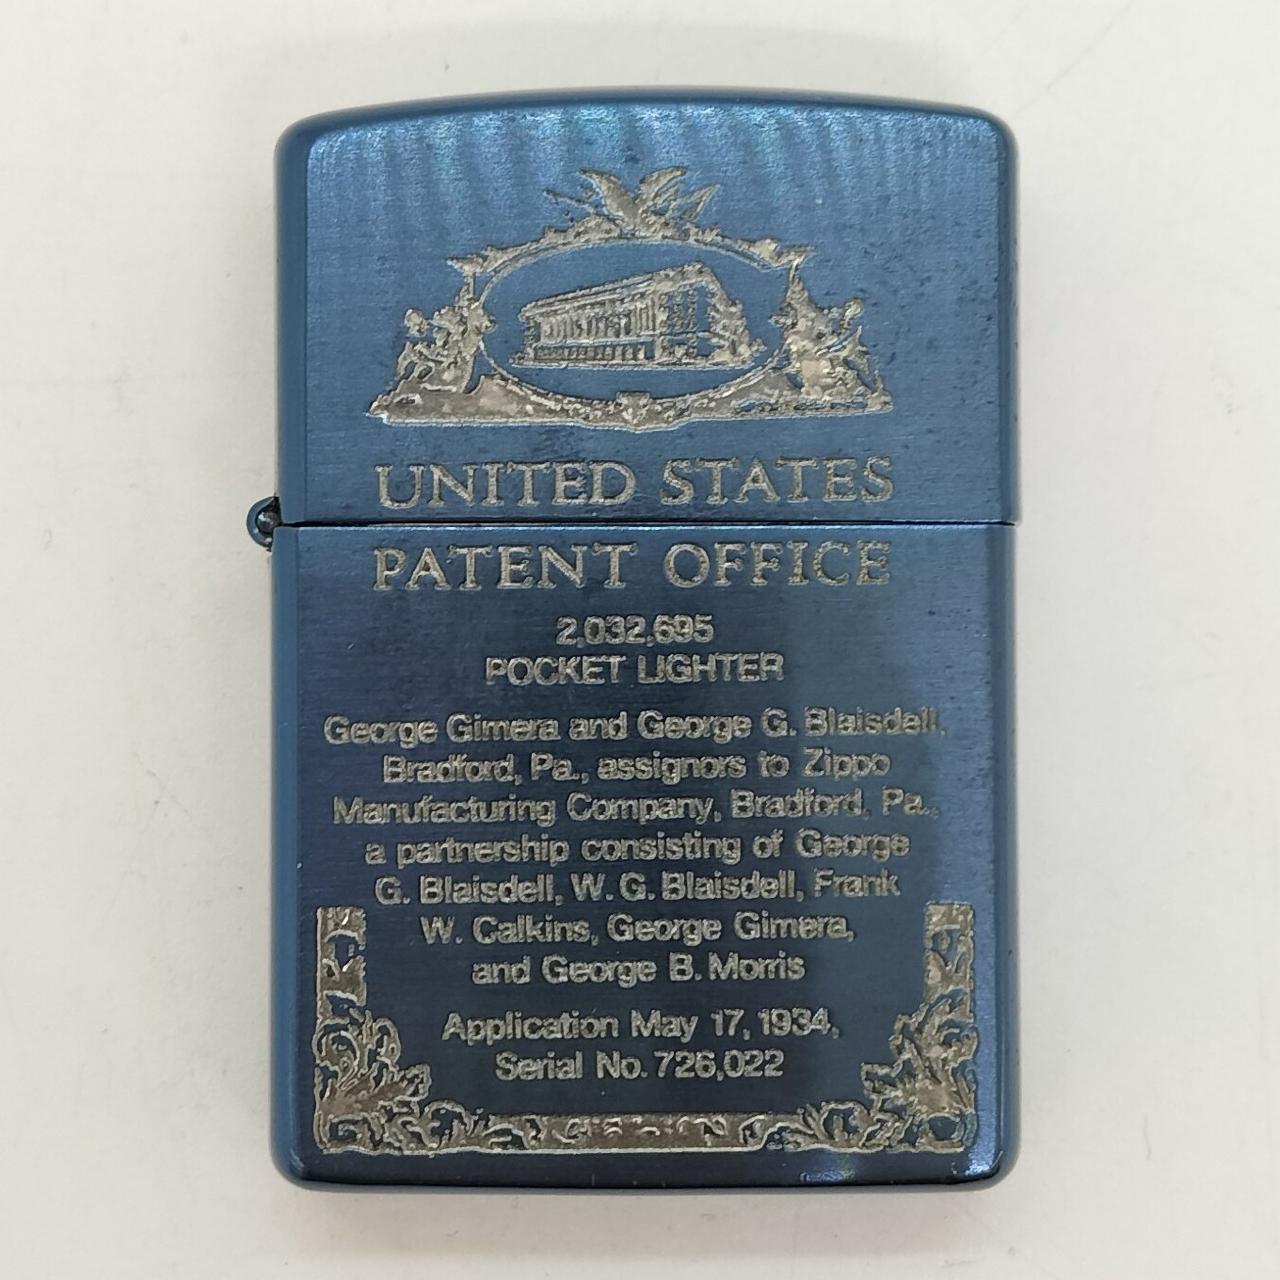 UNITED STATES
PATENT OFFICE
2,032,695
POCKET LIGHTER
George Gimera and George G. Blaisdell,
Bradford, Pa., assignors to Zippo
Manufacturing Company, Bradford, Pa.,
a partnership consisting of George
G. Blaisdell, W. G. Blaisdell, Frank
W. Calkins, George Gimera,
and George B. Morris
Application May 17, 1934,
Serial No. 726,022